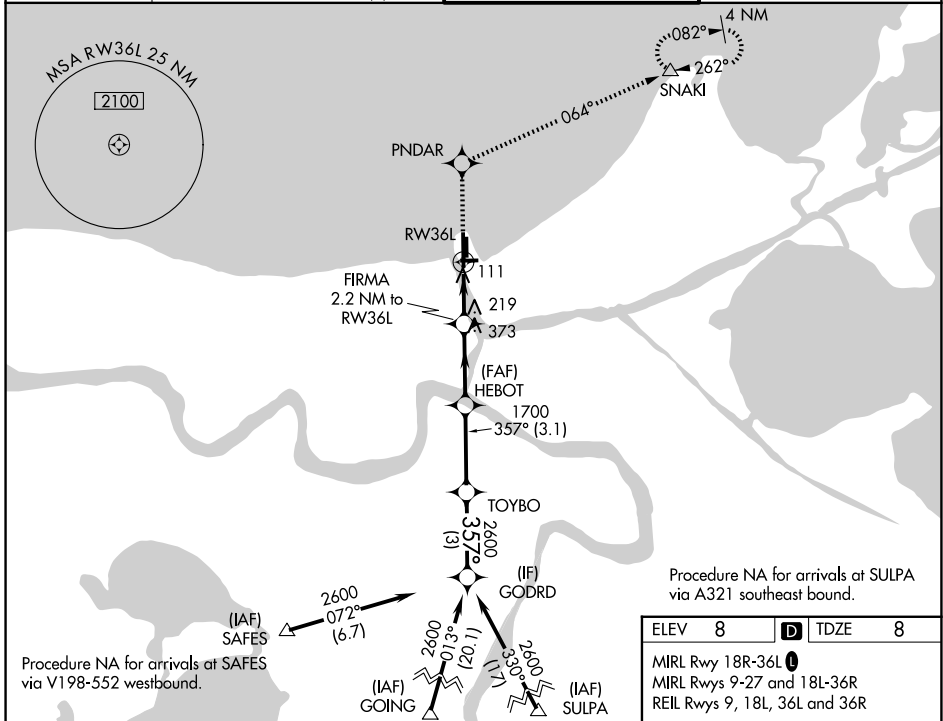 MSA RW36L 25 NM
2100
4 NM
082°
262°
SNAKI
064°
PNDAR
RW36L
111
FIRMA
2.2 NM to
RW36L
219
373
(FAF)
HEBOT
1700
357° (3.1)
TOYBO
2600
357°
(3)
(IF)
GODRD
2600
072°
(6.7)
(IAF)
SAFES
Procedure NA for arrivals at SAFES
via V198-552 westbound.
2600
013°
(20.1)
(IAF)
GOING
2600
330°
(17)
(IAF)
SULPA
Procedure NA for arrivals at SULPA
via A321 southeast bound.
ELEV 8 D TDZE 8
MIRL Rwy 18R-36L L
MIRL Rwys 9-27 and 18L-36R
REIL Rwys 9, 18L, 36L and 36R